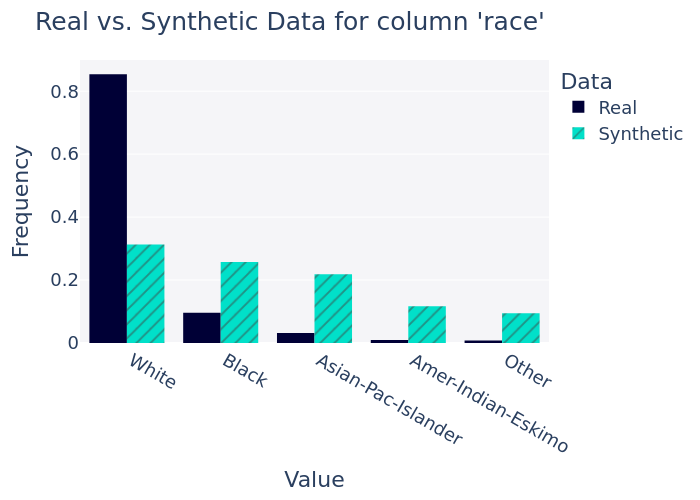 Real vs. Synthetic Data for column 'race'
Data
Real
Synthetic
Frequency
0.8
0.6
0.4
0.2
0
White
Black
Asian-Pac-Islander
Amer-Indian-Eskimo
Other
Value